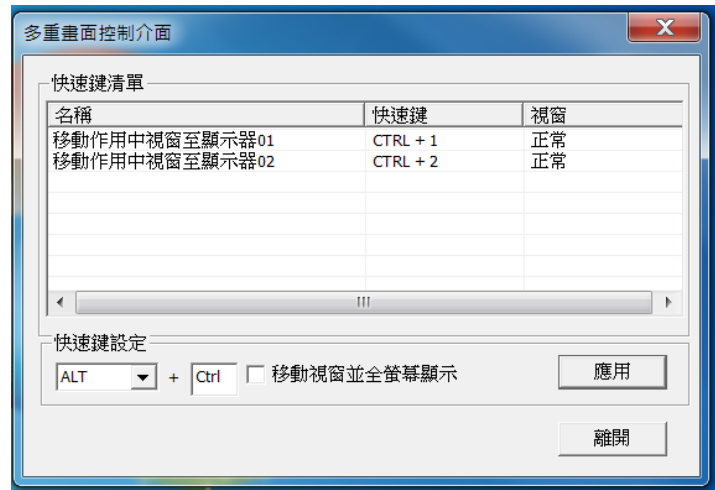 多重畫面控制介面
快速鍵清單
名稱 快速鍵 視窗
移動作用中視窗至顯示器01 CTRL + 1 正常
移動作用中視窗至顯示器02 CTRL + 2 正常
快速鍵設定
ALT + Ctrl 移動視窗並全螢幕顯示 應用
離開